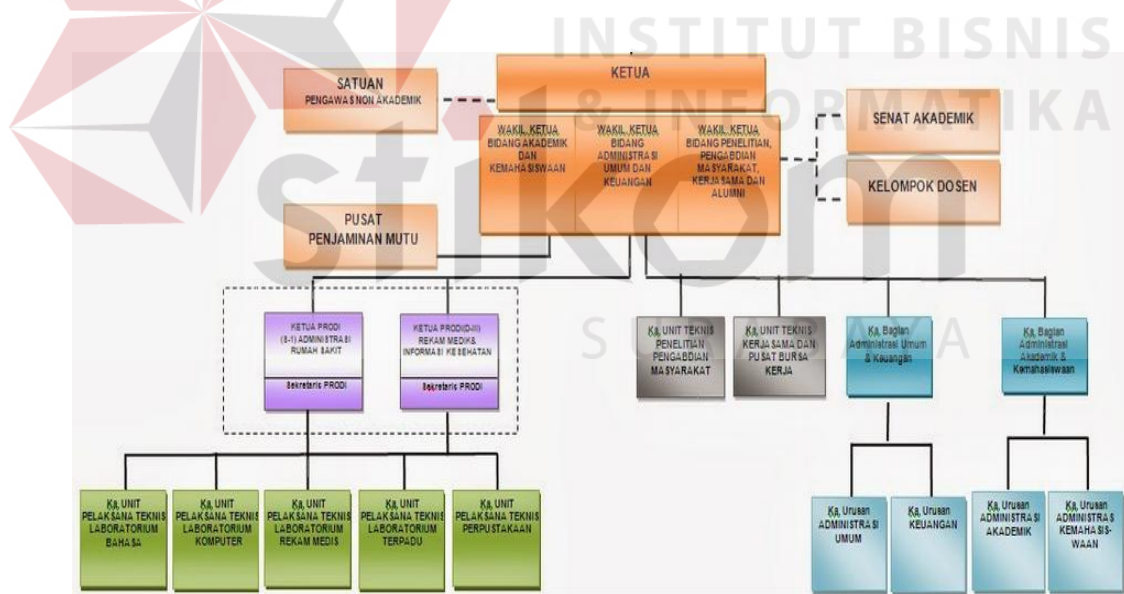 INSTITUT BISNIS
& INFORMATIKA
stikom
SURABAYA
KETUA
SATUAN
PENGAWAS NON AKADEMIK
WAKIL KETUA
BIDANG AKADEMIK
DAN
KEMAHASISWAAN
WAKIL KETUA
BIDANG
ADMINISTRASI
UMUM DAN
KEUANGAN
WAKIL KETUA
BIDANG PENELITIAN,
PENGABDIAN
MASYARAKAT,
KERJASAMA DAN
ALUMNI
SENAT AKADEMIK
KELOMPOK DOSEN
PUSAT
PENJAMINAN MUTU
KETUA PRODI
(S-1) ADMINISTRASI
RUMAH SAKIT
Sekretaris PRODI
KETUA PRODI(D-III)
REKAM MEDIK&
INFORMASI KESEHATAN
Sekretaris PRODI
Ka. UNIT TEKNIS
PENELITIAN
PENGABDIAN
MASYARAKAT
Ka. UNIT TEKNIS
KERJASAMA DAN
PUSAT BURSA
KERJA
Ka. Bagian
Administrasi Umum
& Keuangan
Ka. Bagian
Administrasi
Akademik &
Kemahasiswaan
Ka. UNIT
PELAKSANA TEKNIS
LABORATORIUM
BAHASA
Ka. UNIT
PELAKSANA TEKNIS
LABORATORIUM
KOMPUTER
Ka. UNIT
PELAKSANA TEKNIS
LABORATORIUM
REKAM MEDIS
Ka. UNIT
PELAKSANA TEKNIS
LABORATORIUM
TERPADU
Ka. UNIT
PELAKSANA TEKNIS
PERPUSTAKAAN
Ka. Urusan
ADMINISTRASI
UMUM
Ka. Urusan
KEUANGAN
Ka. Urusan
ADMINISTRASI
AKADEMIK
Ka. Urusan
ADMINISTRAS
KEMAHASIS-
WAAN